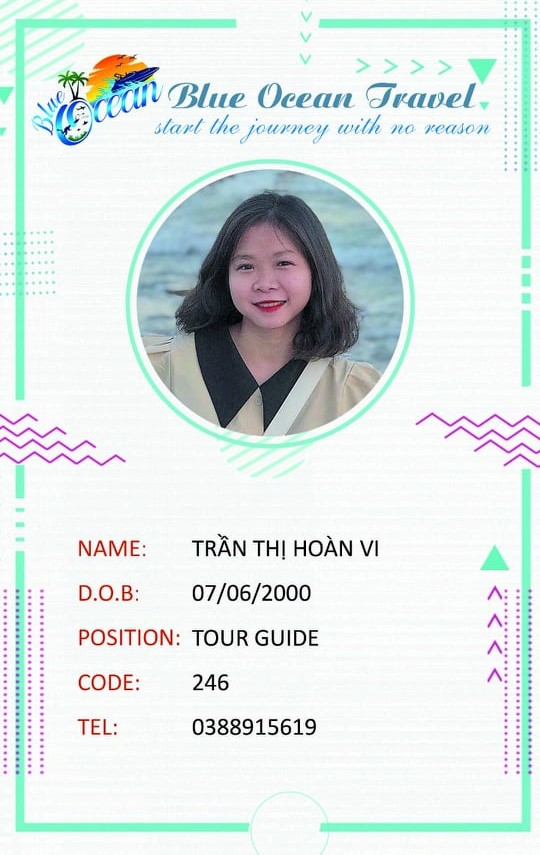 Blue Ocean
Blue Ocean Travel
start the journey with no reason
NAME: TRẦN THỊ HOÀN VI
D.O.B: 07/06/2000
POSITION: TOUR GUIDE
CODE: 246
TEL: 0388915619